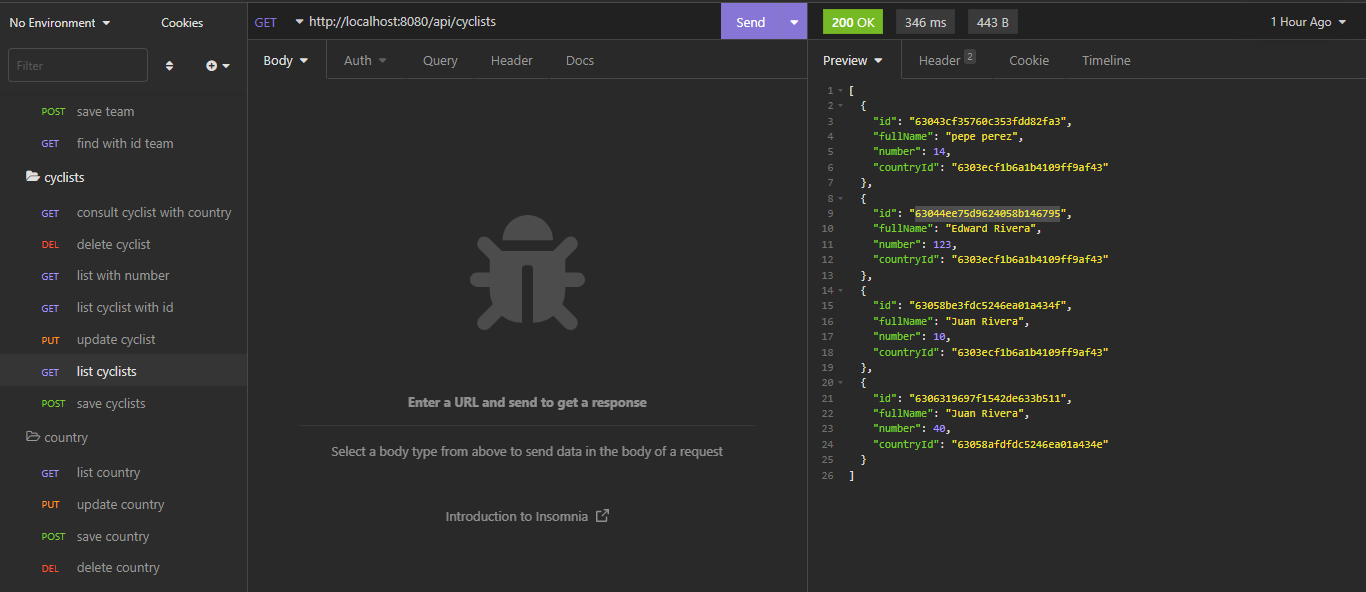 No Environment
Cookies
Filter
POST save team
GET find with id team
cyclists
GET consult cyclist with country
DEL delete cyclist
GET list with number
GET list cyclist with id
PUT update cyclist
GET list cyclists
POST save cyclists
country
GET list country
PUT update country
POST save country
DEL delete country
GET http://localhost:8080/api/cyclists Send
Body Auth Query Header Docs
Enter a URL and send to get a response
Select a body type from above to send data in the body of a request
Introduction to Insomnia
200 OK 346 ms 443 B 1 Hour Ago
Preview Header 2 Cookie Timeline
1 [
2 {
3 "id": "63043cf35760c353fdd82fa3",
4 "fullName": "pepe perez",
5 "number": 14,
6 "countryId": "6303ecf1b6a1b4109ff9af43"
7 },
8 {
9 "id": "63044ee75d9624058b146795",
10 "fullName": "Edward Rivera",
11 "number": 123,
12 "countryId": "6303ecf1b6a1b4109ff9af43"
13 },
14 {
15 "id": "63058be3fdc5246ea01a434f",
16 "fullName": "Juan Rivera",
17 "number": 10,
18 "countryId": "6303ecf1b6a1b4109ff9af43"
19 },
20 {
21 "id": "6306319697f1542de633b511",
22 "fullName": "Juan Rivera",
23 "number": 40,
24 "countryId": "63058afdfdc5246ea01a434e"
25 }
26 ]